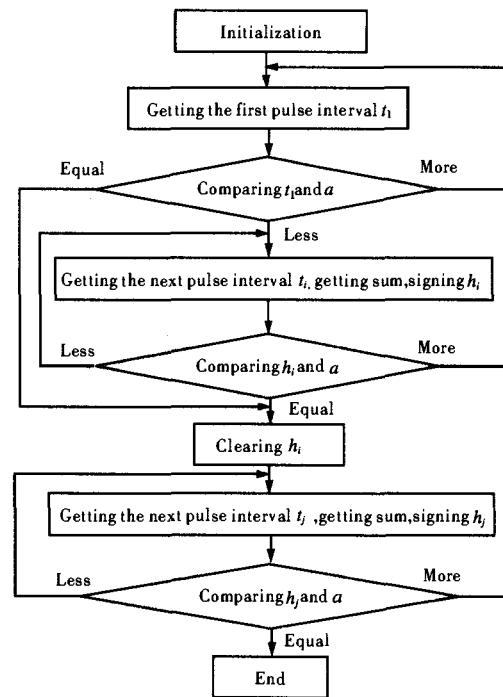 Initialization
Getting the first pulse interval t1
Equal
More
Comparing t1 and a
Less
Getting the next pulse interval ti, getting sum,signing hi
Less
More
Comparing hi and a
Equal
Clearing hi
Getting the next pulse interval tj ,getting sum,signing hj
Less
More
Comparing hj and a
Equal
End